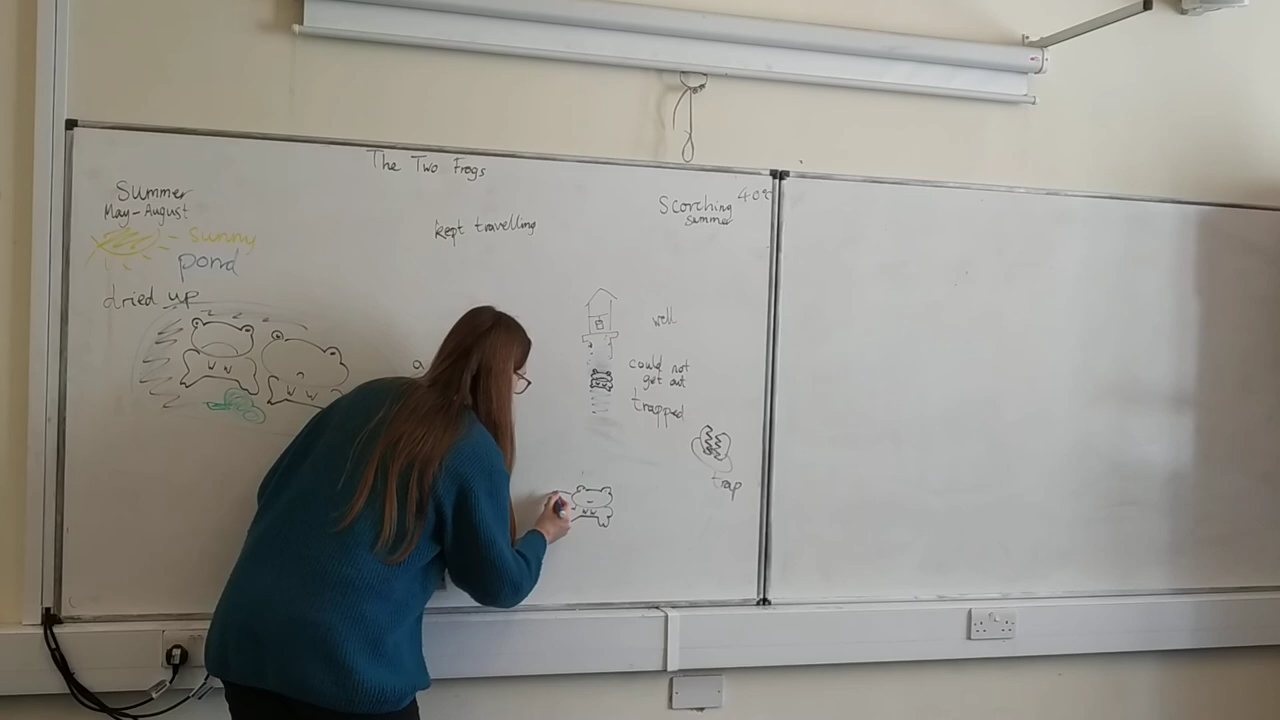 The Two Frogs
Summer
May-August
sunny
pond
dried up
kept travelling
Scorching 40°
summer
well
could not
get out
trapped
trap